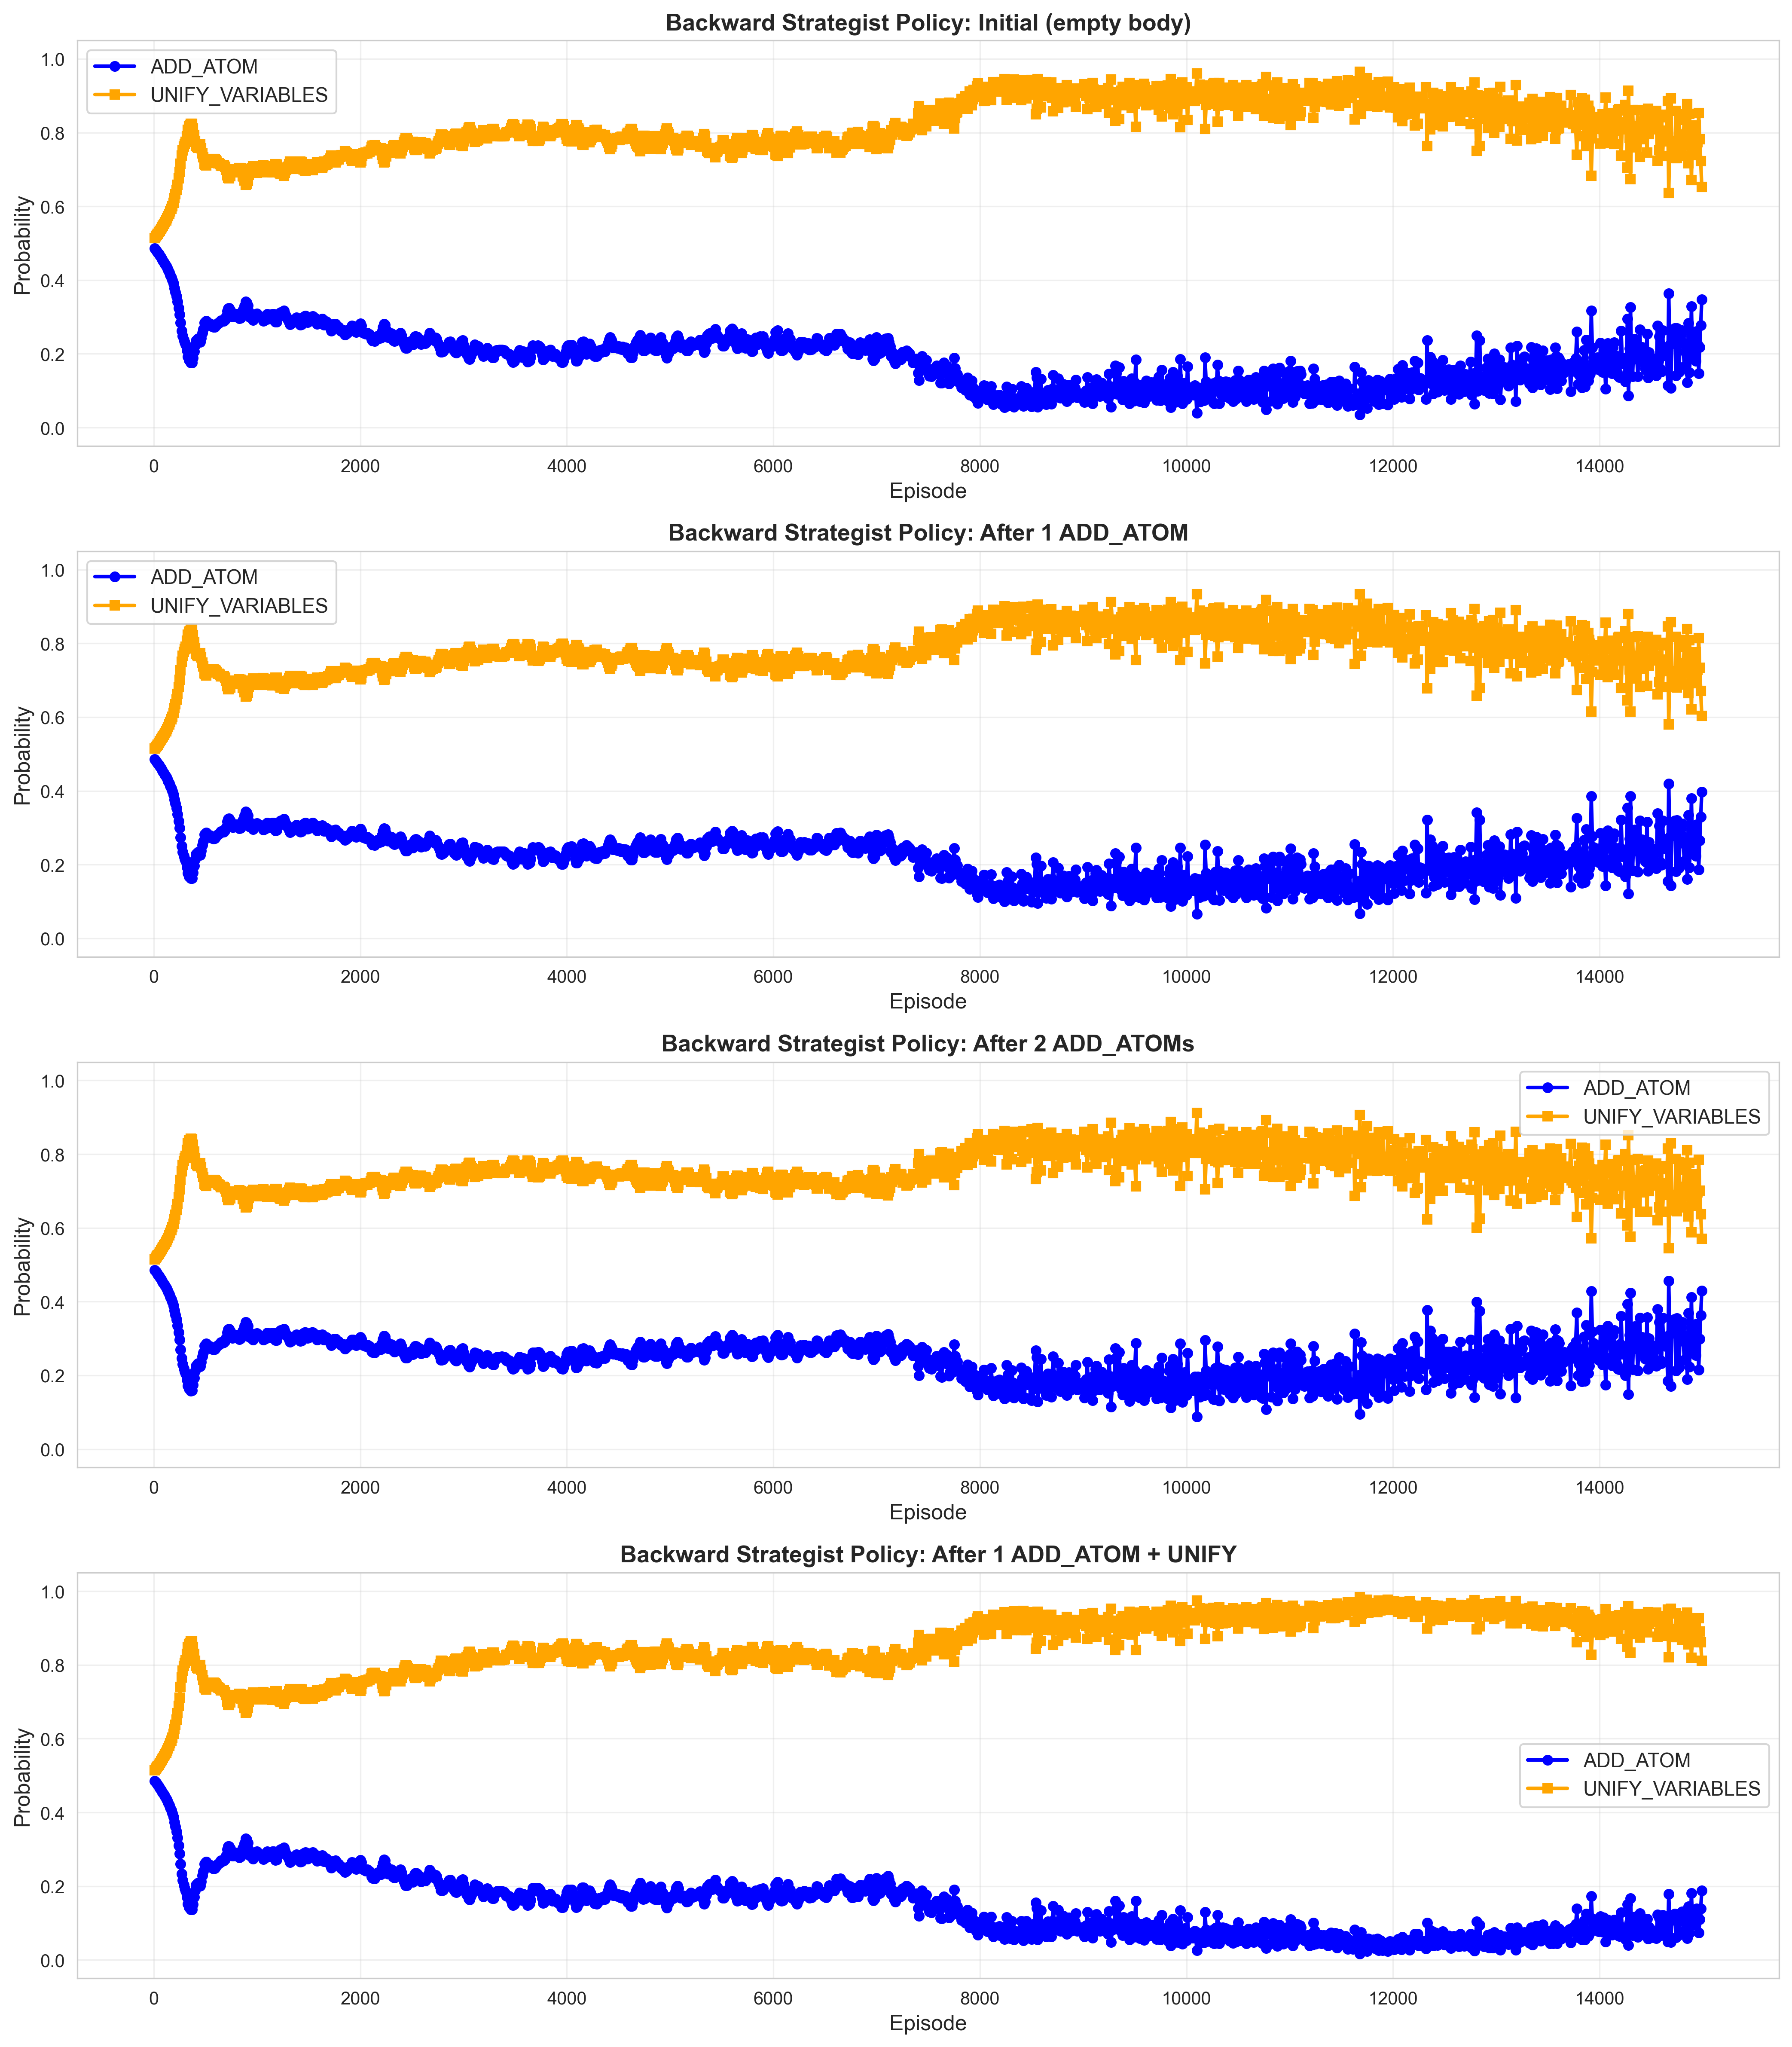 Backward Strategist Policy: Initial (empty body)
1.0
0.8
0.6
0.4
0.2
0.0
Probability
ADD_ATOM
UNIFY_VARIABLES
0 2000 4000 6000 8000 10000 12000 14000
Episode
Backward Strategist Policy: After 1 ADD_ATOM
1.0
0.8
0.6
0.4
0.2
0.0
Probability
ADD_ATOM
UNIFY_VARIABLES
0 2000 4000 6000 8000 10000 12000 14000
Episode
Backward Strategist Policy: After 2 ADD_ATOMs
1.0
0.8
0.6
0.4
0.2
0.0
Probability
ADD_ATOM
UNIFY_VARIABLES
0 2000 4000 6000 8000 10000 12000 14000
Episode
Backward Strategist Policy: After 1 ADD_ATOM + UNIFY
1.0
0.8
0.6
0.4
0.2
0.0
Probability
ADD_ATOM
UNIFY_VARIABLES
0 2000 4000 6000 8000 10000 12000 14000
Episode